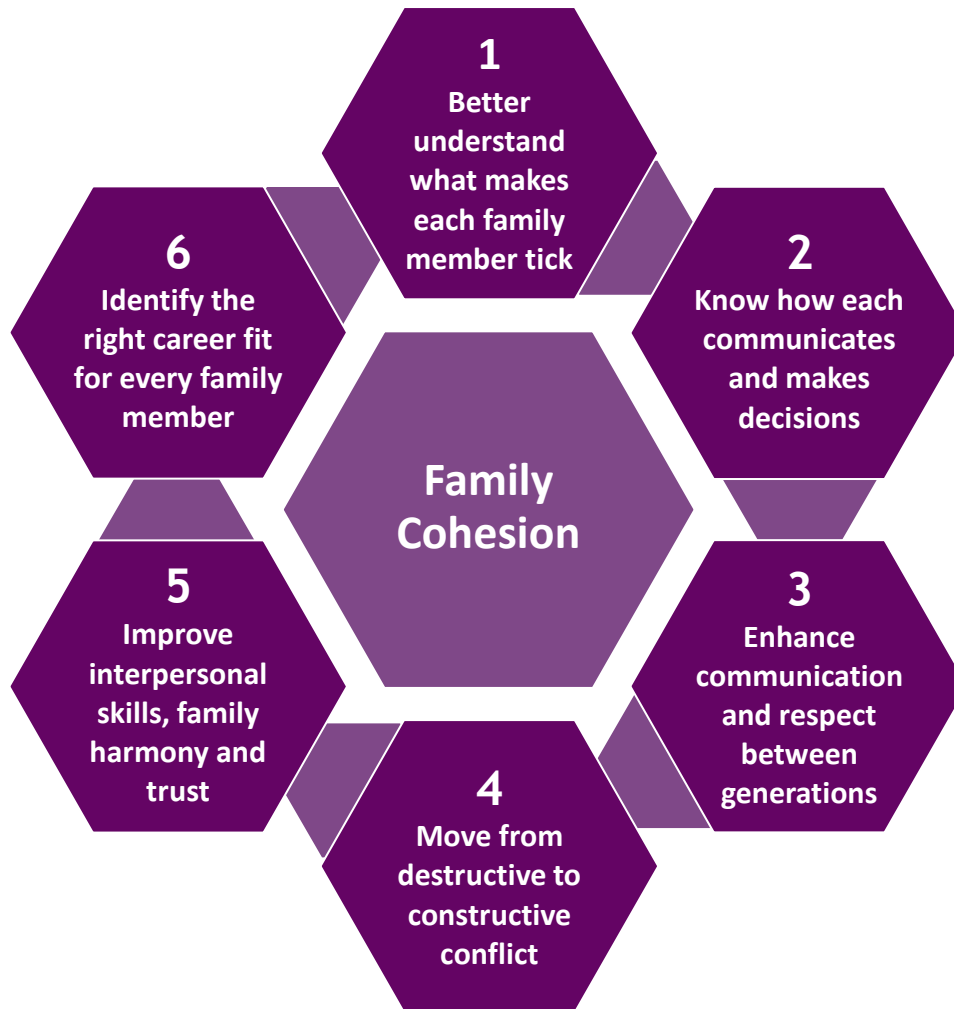 1
Better
understand
what makes
each family
member tick
2
Know how each
communicates
and makes
decisions
3
Enhance
communication
and respect
between
generations
4
Move from
destructive to
constructive
conflict
5
Improve
interpersonal
skills, family
harmony and
trust
6
Identify the
right career fit
for every family
member
Family
Cohesion